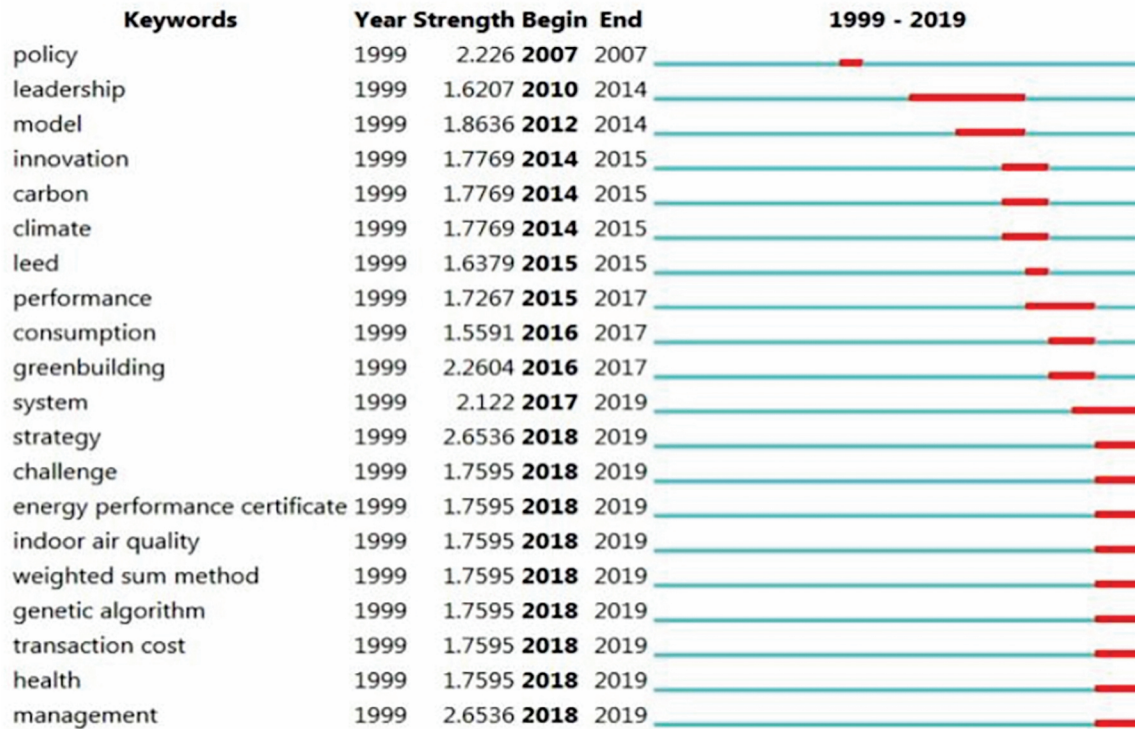 Keywords Year Strength Begin End 1999 - 2019
policy 1999 2.226 2007 2007
leadership 1999 1.6207 2010 2014
model 1999 1.8636 2012 2014
innovation 1999 1.7769 2014 2015
carbon 1999 1.7769 2014 2015
climate 1999 1.7769 2014 2015
leed 1999 1.6379 2015 2015
performance 1999 1.7267 2015 2017
consumption 1999 1.5591 2016 2017
greenbuilding 1999 2.2604 2016 2017
system 1999 2.122 2017 2019
strategy 1999 2.6536 2018 2019
challenge 1999 1.7595 2018 2019
energy performance certificate 1999 1.7595 2018 2019
indoor air quality 1999 1.7595 2018 2019
weighted sum method 1999 1.7595 2018 2019
genetic algorithm 1999 1.7595 2018 2019
transaction cost 1999 1.7595 2018 2019
health 1999 1.7595 2018 2019
management 1999 2.6536 2018 2019